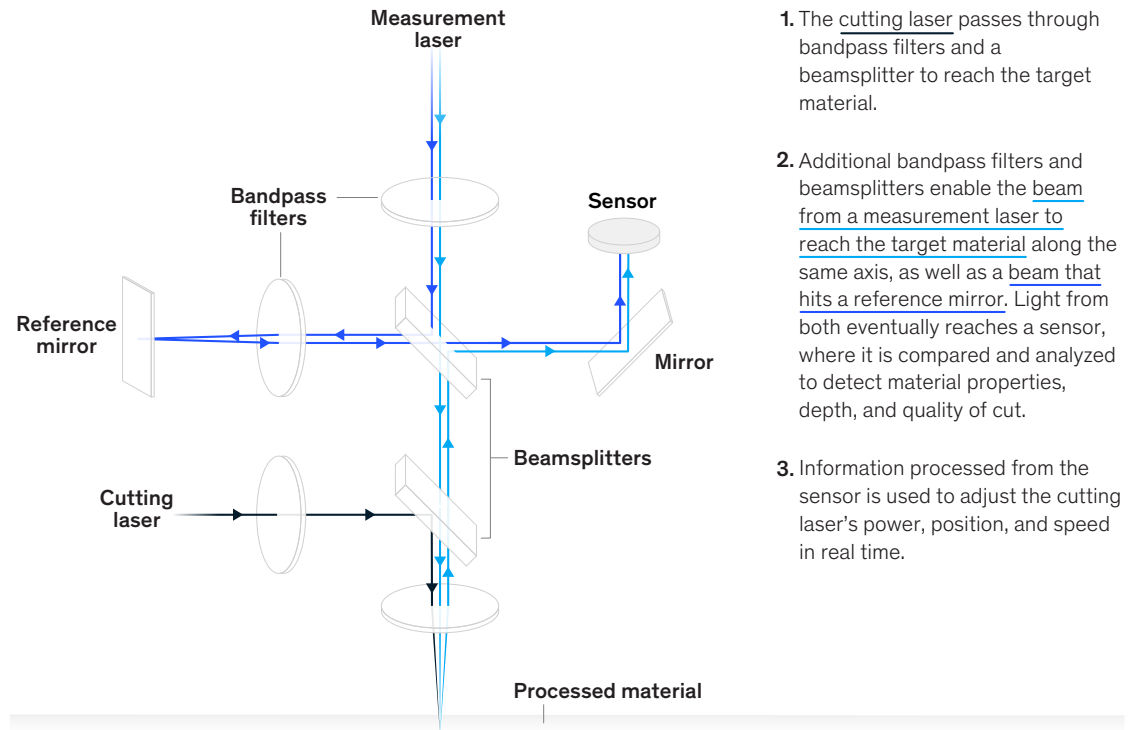 Measurement
laser
Bandpass
filters
Sensor
Reference
mirror
Mirror
Beamsplitters
Cutting
laser
Processed material
1. The cutting laser passes through
bandpass filters and a
beamsplitter to reach the target
material.
2. Additional bandpass filters and
beamsplitters enable the beam
from a measurement laser to
reach the target material along the
same axis, as well as a beam that
hits a reference mirror. Light from
both eventually reaches a sensor,
where it is compared and analyzed
to detect material properties,
depth, and quality of cut.
3. Information processed from the
sensor is used to adjust the cutting
laser’s power, position, and speed
in real time.